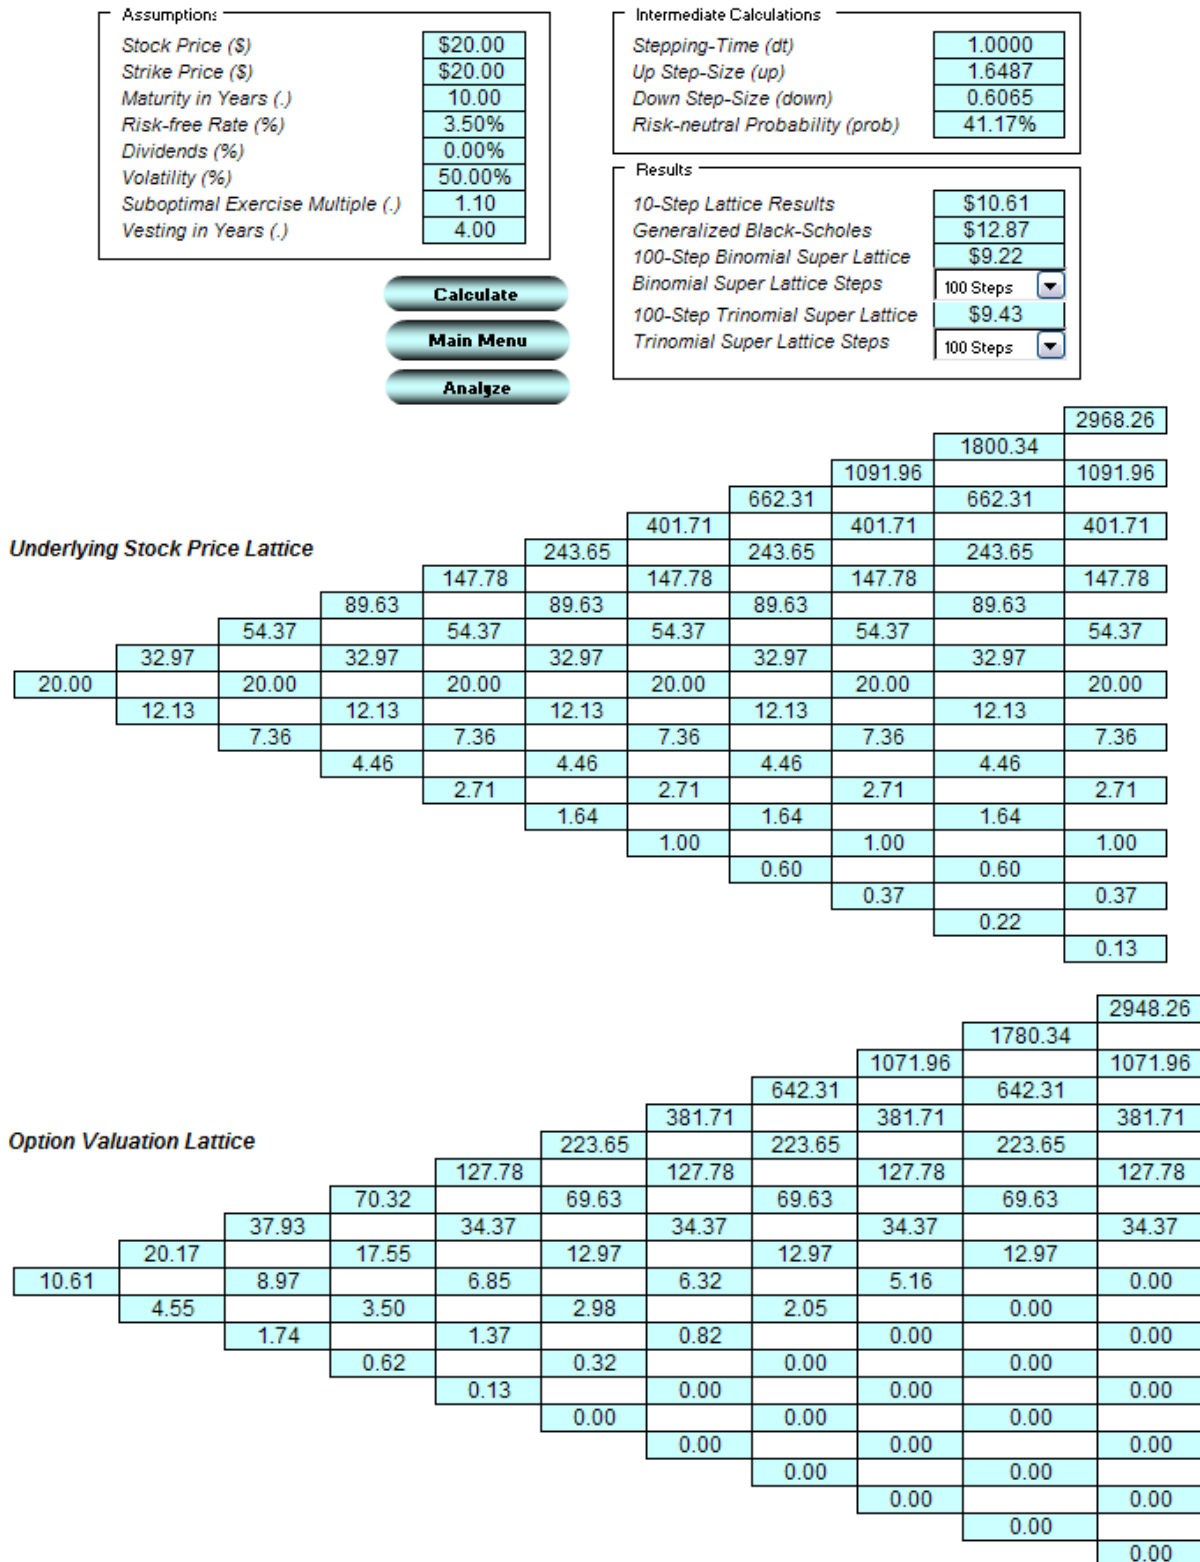 Assumptions
Stock Price ($) $20.00
Strike Price ($) $20.00
Maturity in Years (.) 10.00
Risk-free Rate (%) 3.50%
Dividends (%) 0.00%
Volatility (%) 50.00%
Suboptimal Exercise Multiple (.) 1.10
Vesting in Years (.) 4.00
Intermediate Calculations
Stepping-Time (dt) 1.0000
Up Step-Size (up) 1.6487
Down Step-Size (down) 0.6065
Risk-neutral Probability (prob) 41.17%
Results
10-Step Lattice Results $10.61
Generalized Black-Scholes $12.87
100-Step Binomial Super Lattice $9.22
Binomial Super Lattice Steps 100 Steps
100-Step Trinomial Super Lattice $9.43
Trinomial Super Lattice Steps 100 Steps
Calculate
Main Menu
Analyze
2968.26
1800.34
1091.96 1091.96
662.31 662.31
401.71 401.71 401.71
Underlying Stock Price Lattice 243.65 243.65 243.65
147.78 147.78 147.78 147.78
89.63 89.63 89.63 89.63
54.37 54.37 54.37 54.37 54.37
32.97 32.97 32.97 32.97 32.97
20.00 20.00 20.00 20.00 20.00 20.00
12.13 12.13 12.13 12.13 12.13
7.36 7.36 7.36 7.36 7.36
4.46 4.46 4.46 4.46
2.71 2.71 2.71 2.71
1.64 1.64 1.64
1.00 1.00 1.00
0.60 0.60
0.37 0.37
0.22
0.13
2948.26
1780.34
1071.96 1071.96
642.31 642.31
381.71 381.71 381.71
Option Valuation Lattice 223.65 223.65 223.65
127.78 127.78 127.78 127.78
70.32 69.63 69.63 69.63
37.93 34.37 34.37 34.37 34.37
20.17 17.55 12.97 12.97 12.97
10.61 8.97 6.85 6.32 5.16 0.00
4.55 3.50 2.98 2.05 0.00
1.74 1.37 0.82 0.00 0.00
0.62 0.32 0.00 0.00
0.13 0.00 0.00 0.00
0.00 0.00 0.00
0.00 0.00 0.00
0.00 0.00
0.00 0.00
0.00
0.00